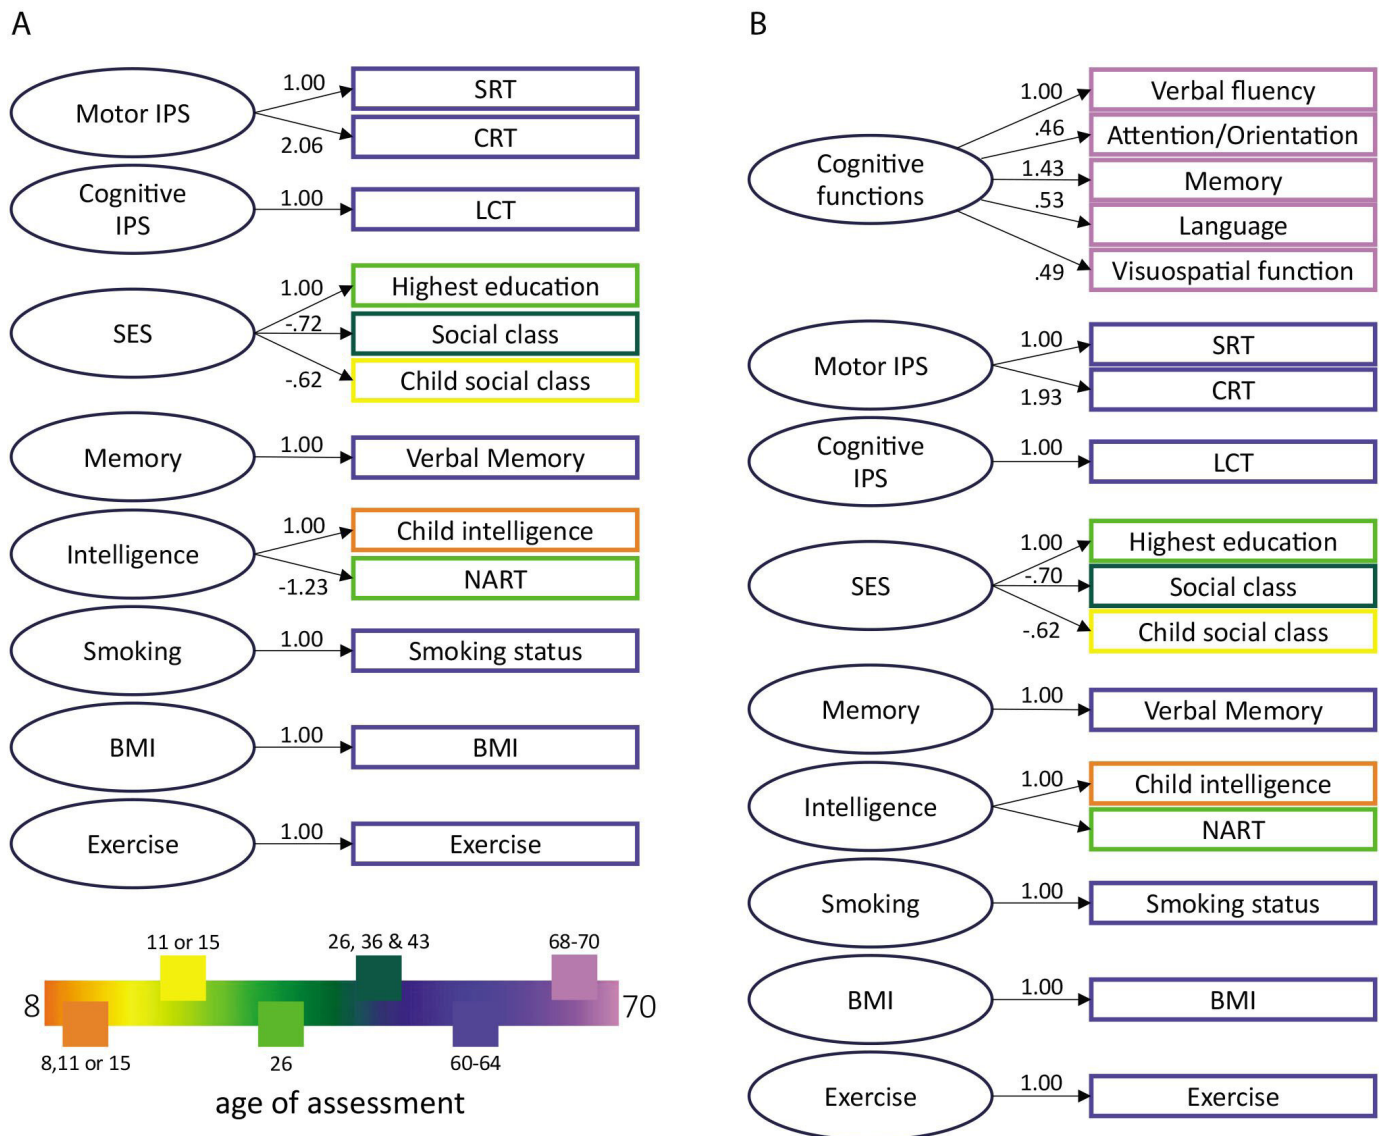 A
Motor IPS
1.00
SRT
2.06
CRT
Cognitive
IPS
1.00
LCT
SES
1.00
Highest education
-.72
Social class
-.62
Child social class
Memory
1.00
Verbal Memory
Intelligence
1.00
Child intelligence
-1.23
NART
Smoking
1.00
Smoking status
BMI
1.00
BMI
Exercise
1.00
Exercise
11 or 15
26, 36 & 43
68-70
8
70
8,11 or 15
26
60-64
age of assessment
B
Cognitive
functions
1.00
Verbal fluency
.46
Attention/Orientation
1.43
Memory
.53
Language
.49
Visuospatial function
Motor IPS
1.00
SRT
1.93
CRT
Cognitive
IPS
1.00
LCT
SES
1.00
Highest education
-.70
Social class
-.62
Child social class
Memory
1.00
Verbal Memory
Intelligence
1.00
Child intelligence
NART
Smoking
1.00
Smoking status
BMI
1.00
BMI
Exercise
1.00
Exercise